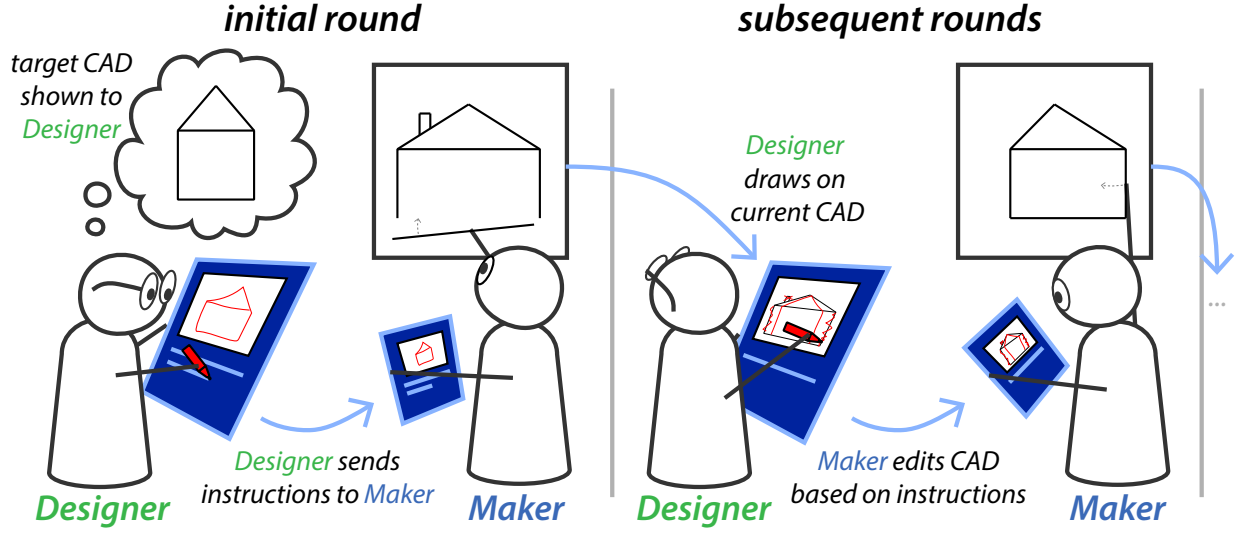 initial round
subsequent rounds
target CAD
shown to
Designer
Designer
draws on
current CAD
...
Designer sends
instructions to Maker
Maker edits CAD
based on instructions
Designer
Maker
Designer
Maker